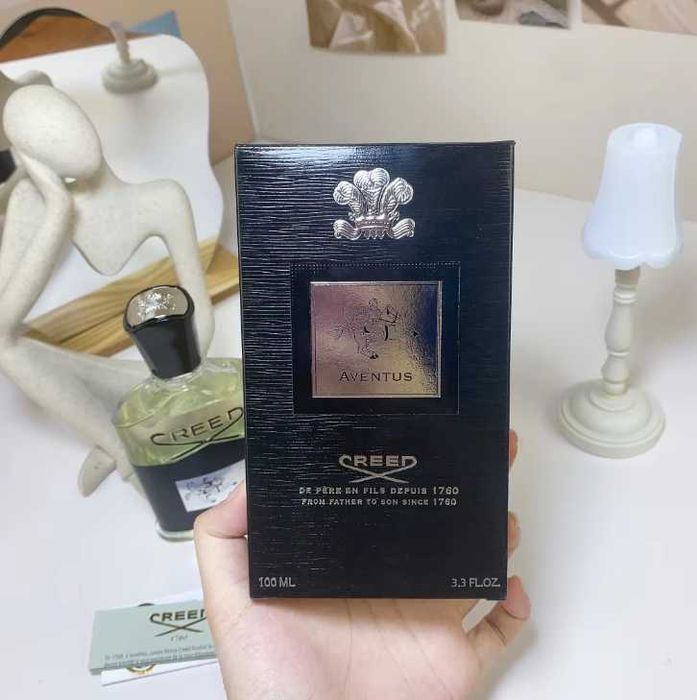 AVENTUS
CREED
DE PÈRE EN FILS DEPUIS 1760
FROM FATHER TO SON SINCE 1760
100 ML
3.3 FL.OZ.
CREED
CREED
1760